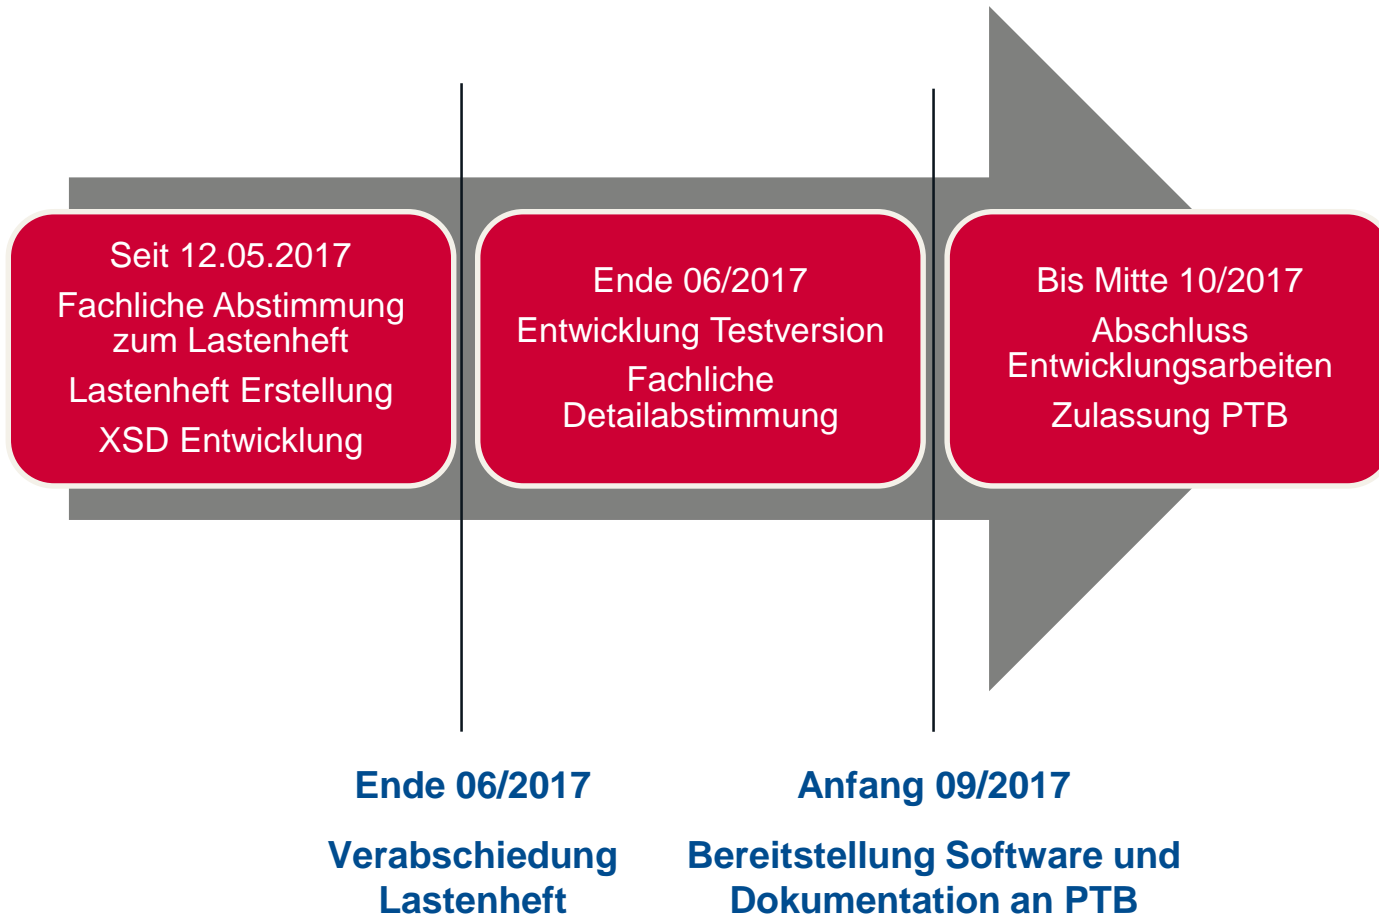 Seit 12.05.2017
Fachliche Abstimmung
zum Lastenheft
Lastenheft Erstellung
XSD Entwicklung
Ende 06/2017
Entwicklung Testversion
Fachliche
Detailabstimmung
Bis Mitte 10/2017
Abschluss
Entwicklungsarbeiten
Zulassung PTB
Ende 06/2017
Verabschiedung
Lastenheft
Anfang 09/2017
Bereitstellung Software und
Dokumentation an PTB